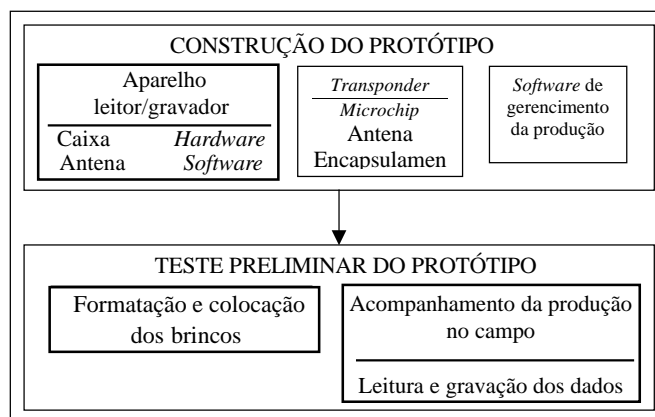 CONSTRUÇÃO DO PROTÓTIPO
Aparelho
leitor/gravador
Caixa Hardware
Antena Software
Transponder
Microchip
Antena
Encapsulamen
Software de
gerencimento
da produção
TESTE PRELIMINAR DO PROTÓTIPO
Formatação e colocação
dos brincos
Acompanhamento da produção
no campo
Leitura e gravação dos dados